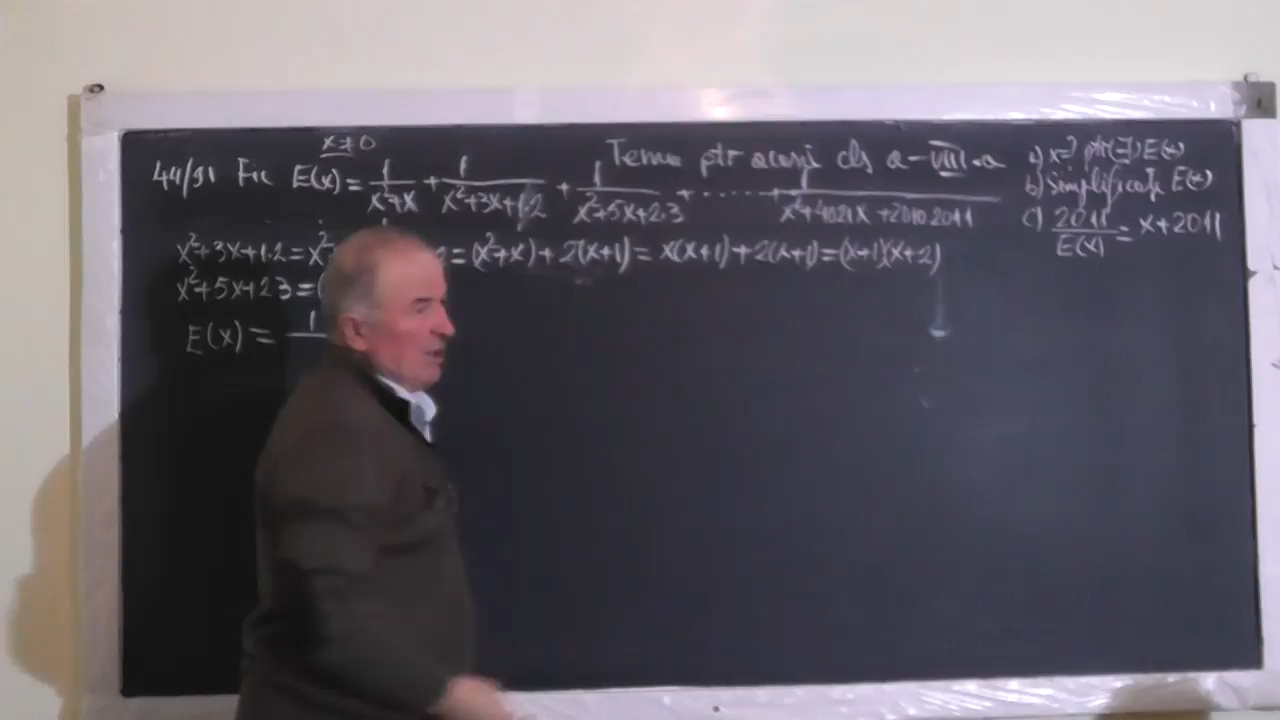 x≠0
Tema ptr acasă cls a-VIII-a
44/91 Fie E(x)= 1/(x²+x) + 1/(x²+3x+1.2) + 1/(x²+5x+2.3) + ...... + 1/(x²+4021x+2010.2011)
a) x=? ptr(∃) E(x)
b) Simplificați E(x)
c) 2011/E(x) = x+2011
x²+3x+1.2=x² =(x²+x)+2(x+1)= x(x+1)+2(x+1)=(x+1)(x+2)
x²+5x+2.3=(
E(x)= 1